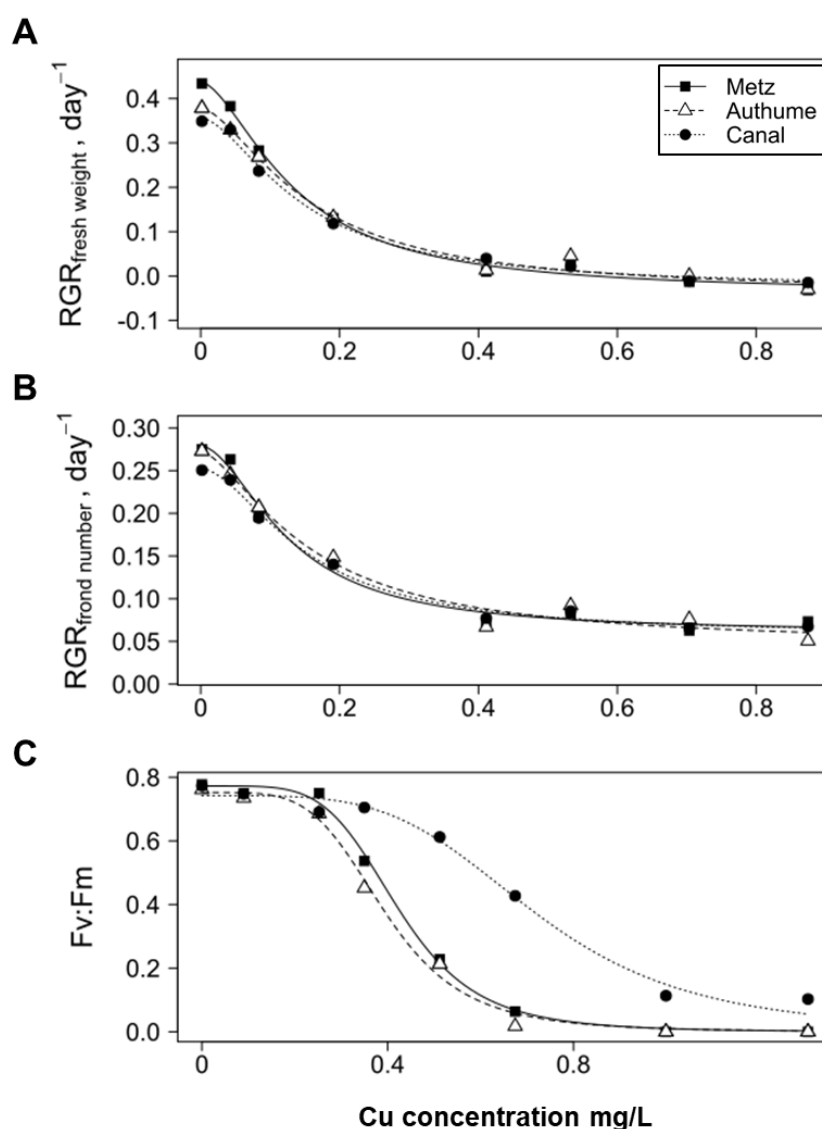 A
RGRfresh weight, day−1
0.4
0.3
0.2
0.1
0.0
-0.1
Metz
Authume
Canal
0 0.2 0.4 0.6 0.8
B
RGRfrond number, day−1
0.30
0.25
0.20
0.15
0.10
0.05
0.00
0 0.2 0.4 0.6 0.8
C
Fv:Fm
0.8
0.6
0.4
0.2
0.0
0 0.4 0.8
Cu concentration mg/L